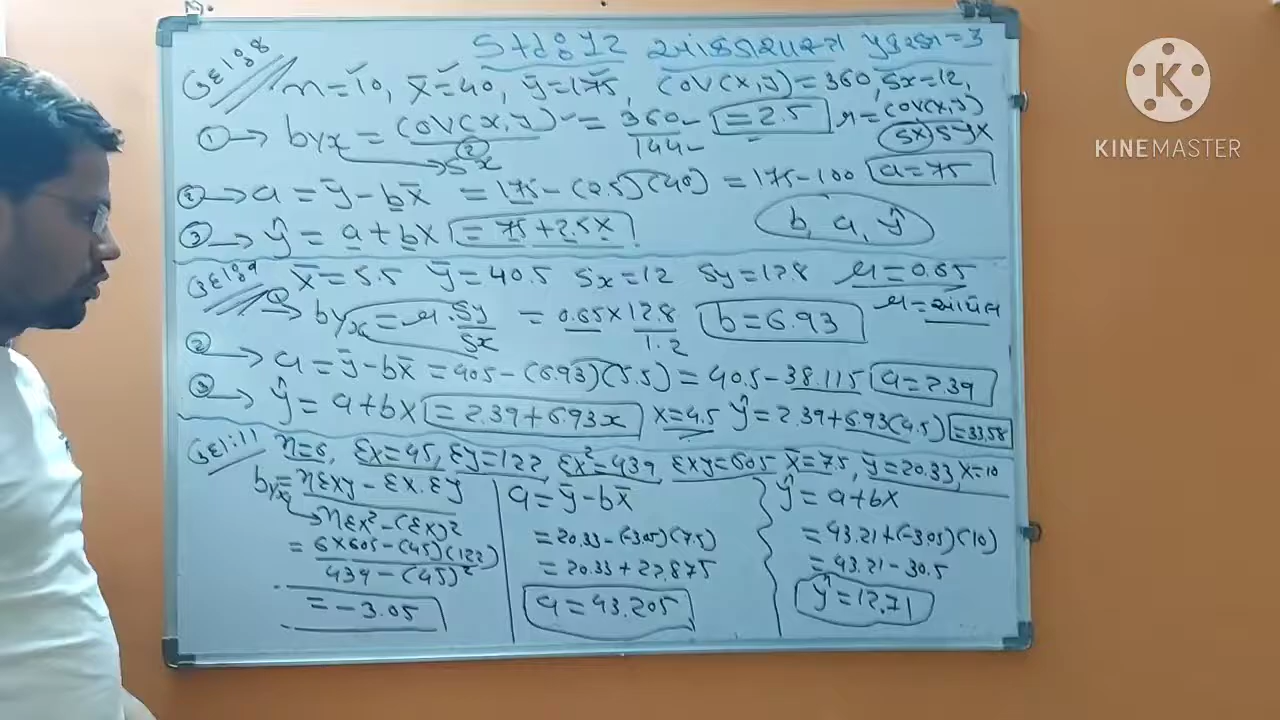 Std:12 આંકડાશાસ્ત્ર પુસ્તક=3
ઉદા:8 n=10, x̄=40, ȳ=175, COV(x,y)=360, Sx=12,
① → byx = COV(x,y)/S²x = 360/144 = 2.5 r=COV(x,y)/Sx Sy
② → a = ȳ-bx̄ = 175-(2.5)(40) = 175-100 a=75
③ → ŷ = a+bx = 75+2.5x
b, a, ŷ
ઉદા:9 x̄=5.5 ȳ=40.5 Sx=12 Sy=12.8 r=0.65
① → byx = r·Sy/Sx = 0.65×12.8/1.2 b=6.93 r=આપેલ
② → a=ȳ-bx̄ =405-(6.93)(5.5) = 40.5-38.115 a=2.39
③ → ŷ = a+bx =2.39+6.93x x=4.5 ŷ=2.39+6.93(4.5) =33.58
ઉદા:11 n=6, Σx=45, Σy=122, Σx²=439, Σxy=605 x̄=7.5, ȳ=20.33, x=10
byx=nΣxy-Σx.Σy/nΣx²-(Σx)²
=6×605-(45)(122)/439-(45)²
=-3.05
a=ȳ-bx̄
=20.33-(-3.05)(7.5)
=20.33+22.875
a=43.205
ŷ=a+bx
=43.21+(-3.05)(10)
=43.21-30.5
ŷ=12.71
K
KINEMASTER